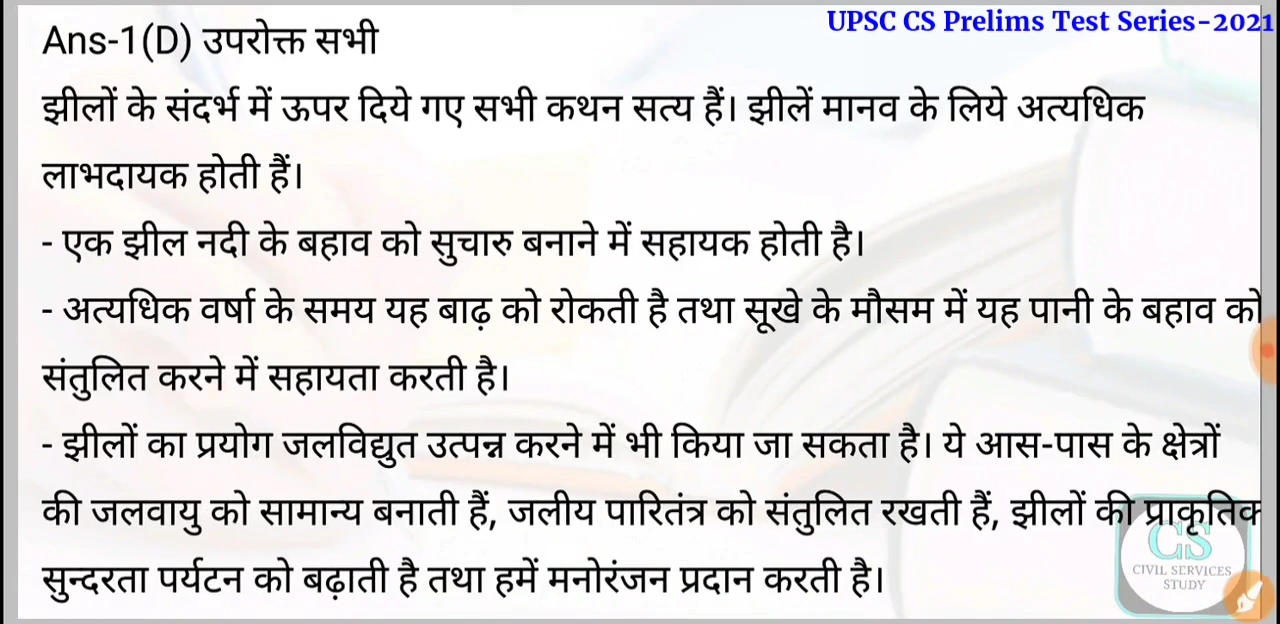 UPSC CS Prelims Test Series-2021
Ans-1(D) उपरोक्त सभी
झीलों के संदर्भ में ऊपर दिये गए सभी कथन सत्य हैं। झीलें मानव के लिये अत्यधिक
लाभदायक होती हैं।
- एक झील नदी के बहाव को सुचारु बनाने में सहायक होती है।
- अत्यधिक वर्षा के समय यह बाढ़ को रोकती है तथा सूखे के मौसम में यह पानी के बहाव को
संतुलित करने में सहायता करती है।
- झीलों का प्रयोग जलविद्युत उत्पन्न करने में भी किया जा सकता है। ये आस-पास के क्षेत्रों
की जलवायु को सामान्य बनाती हैं, जलीय पारितंत्र को संतुलित रखती हैं, झीलों की प्राकृतिक
सुन्दरता पर्यटन को बढ़ाती है तथा हमें मनोरंजन प्रदान करती है।
CS
CIVIL SERVICES
STUDY